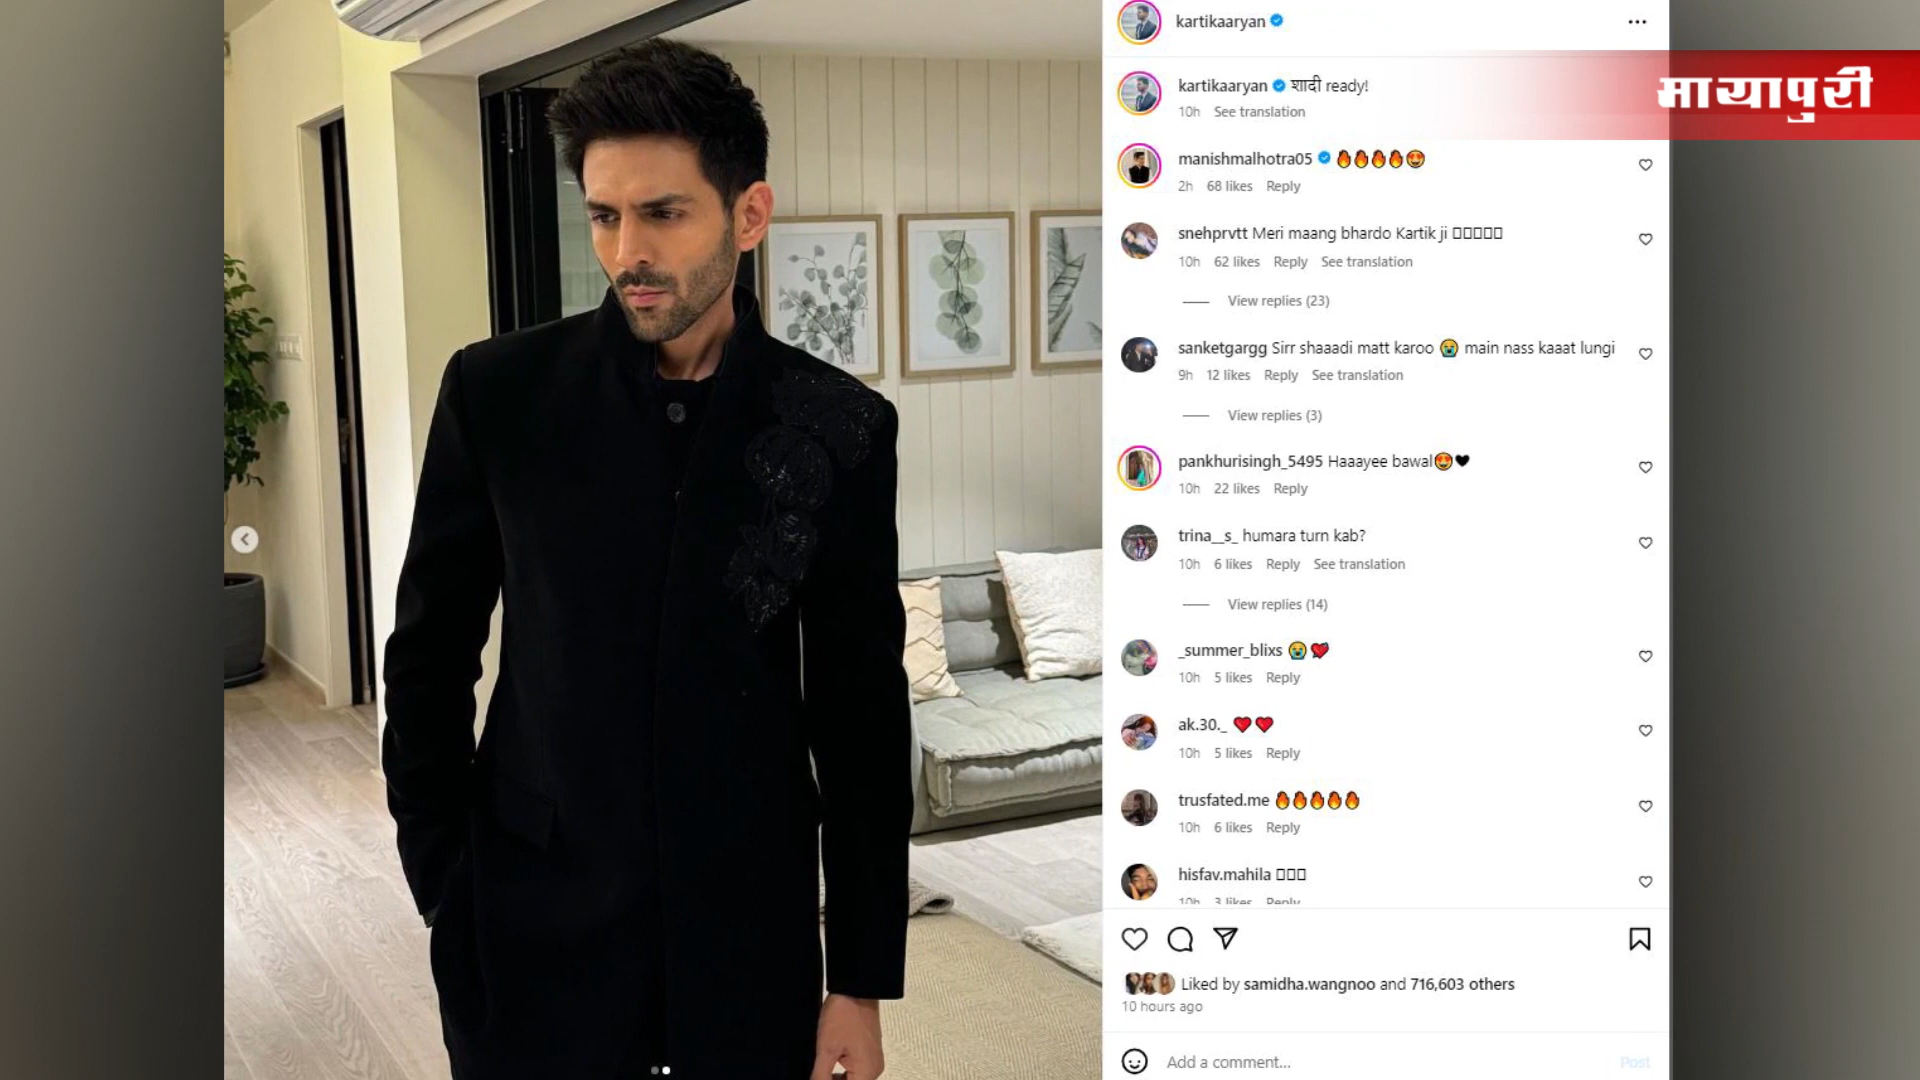 kartikaaryan
मायापुरी
kartikaaryan शादी ready!
10h See translation
manishmalhotra05 🔥🔥🔥🔥😍
2h 68 likes Reply
snehprvtt Meri maang bhardo Kartik ji
10h 62 likes Reply See translation
View replies (23)
sanketgargg Sirr shaaadi matt karoo 😭 main nass kaaat lungi
9h 12 likes Reply See translation
View replies (3)
pankhurisingh_5495 Haaayee bawal😍🖤
10h 22 likes Reply
trina__s_ humara turn kab?
10h 6 likes Reply See translation
View replies (14)
_summer_blixs 😭💘
10h 5 likes Reply
ak.30._ ❤️❤️
10h 5 likes Reply
trusfated.me 🔥🔥🔥🔥🔥
10h 6 likes Reply
hisfav.mahila
10h 3 likes Reply
Liked by samidha.wangnoo and 716,603 others
10 hours ago
Add a comment...
Post